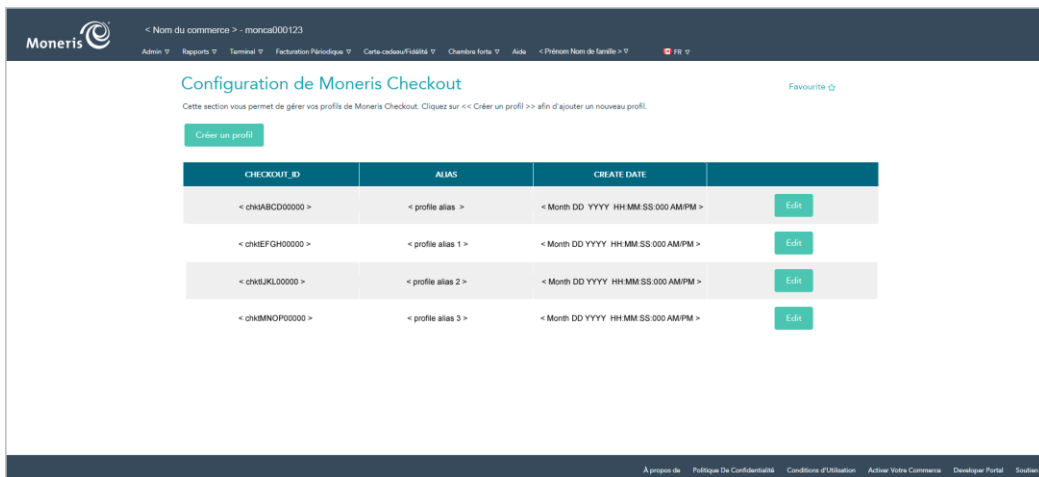 Moneris
< Nom du commerce > - monca000123
Admin ▽ Rapports ▽ Terminal ▽ Facturation Périodique ▽ Carte-cadeau/Fidélité ▽ Chambre forte ▽ Aide < Prénom Nom de famille > ▽ FR ▽
Configuration de Moneris Checkout
Favourite ☆
Cette section vous permet de gérer vos profils de Moneris Checkout. Cliquez sur << Créer un profil >> afin d'ajouter un nouveau profil.
Créer un profil
CHECKOUT_ID ALIAS CREATE DATE
< chktABCD00000 > < profile alias > < Month DD YYYY HH:MM:SS:000 AM/PM > Edit
< chktEFGH00000 > < profile alias 1 > < Month DD YYYY HH:MM:SS:000 AM/PM > Edit
< chktIJKL00000 > < profile alias 2 > < Month DD YYYY HH:MM:SS:000 AM/PM > Edit
< chktMNOP00000 > < profile alias 3 > < Month DD YYYY HH:MM:SS:000 AM/PM > Edit
À propos de Politique De Confidentialité Conditions d'Utilisation Activer Votre Commerce Developer Portal Soutien